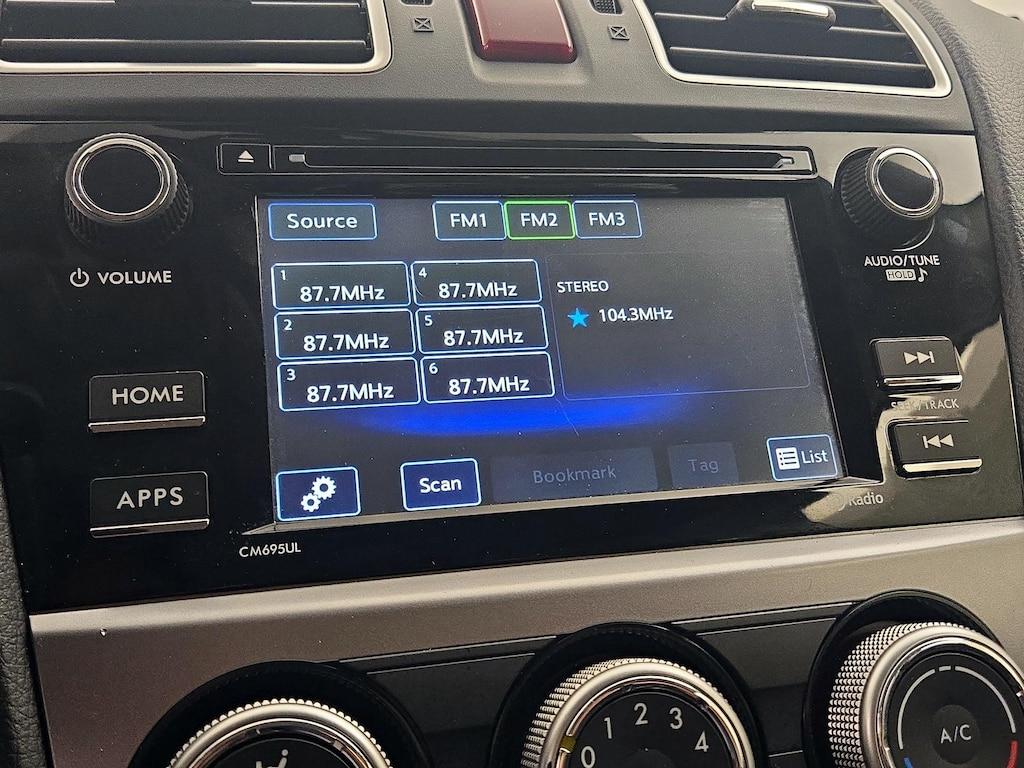 VOLUME
HOME
APPS
CM695UL
Source
FM1 FM2 FM3
1 87.7MHz
2 87.7MHz
3 87.7MHz
4 87.7MHz
5 87.7MHz
6 87.7MHz
STEREO
104.3MHz
Scan
Bookmark
Tag
List
AUDIO/TUNE
HOLD
SEEK/TRACK
Radio
0 1 2 3 4
A/C